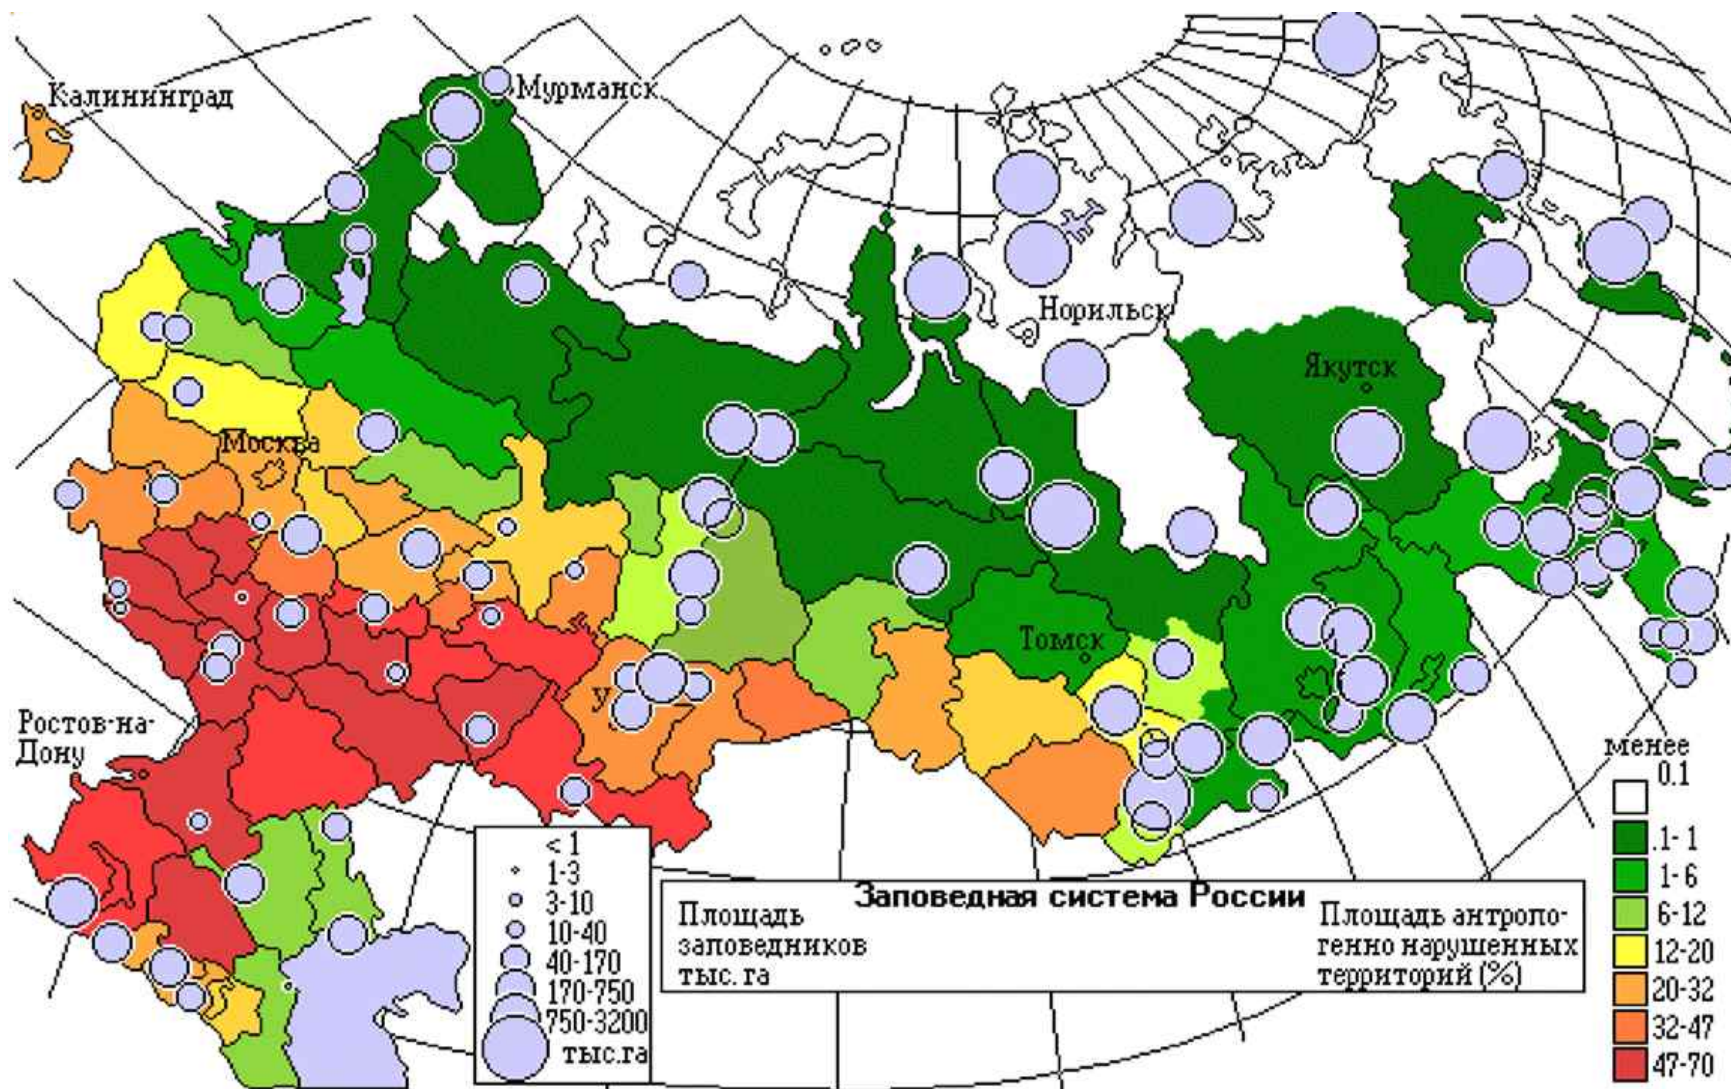 Калининград
Мурманск
Норильск
Якутск
Москва
Томск
У
Ростов-на-
Дону
< 1
1-3
3-10
10-40
40-170
170-750
750-3200
тыс.га
Заповедная система России
Площадь
заповедников
тыс. га
Площадь антропо-
генно нарушенных
территорий (%)
менее
0.1
.1- 1
1-6
6-12
12-20
20-32
32-47
47-70